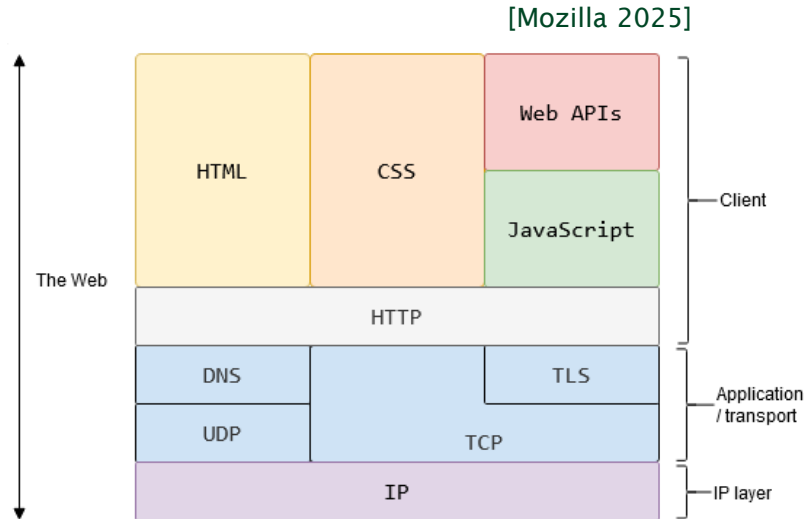 [Mozilla 2025]
Web APIs
HTML
CSS
Client
JavaScript
The Web
HTTP
DNS
TLS
Application
/ transport
UDP
TCP
IP
IP layer